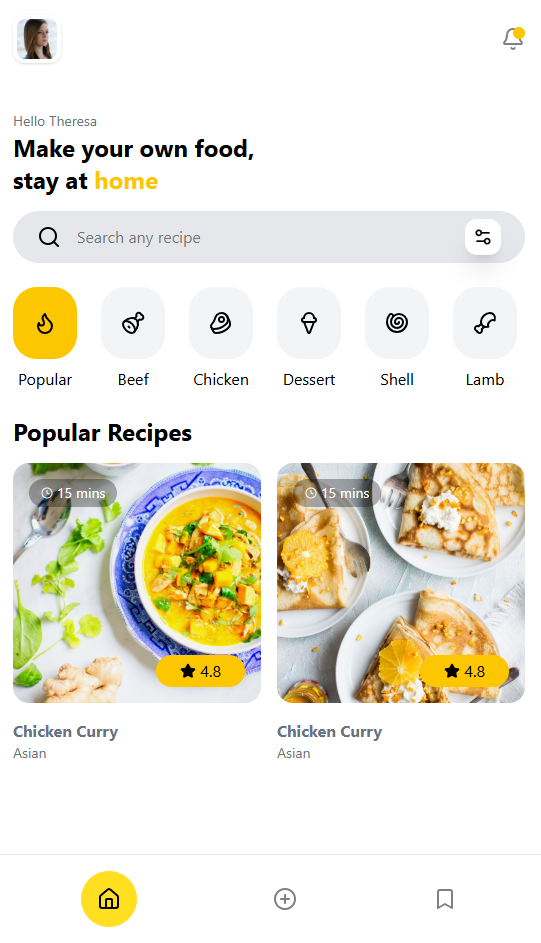 Hello Theresa
Make your own food,
stay at home
Search any recipe
Popular
Beef
Chicken
Dessert
Shell
Lamb
Popular Recipes
15 mins
15 mins
4.8
4.8
Chicken Curry
Chicken Curry
Asian
Asian